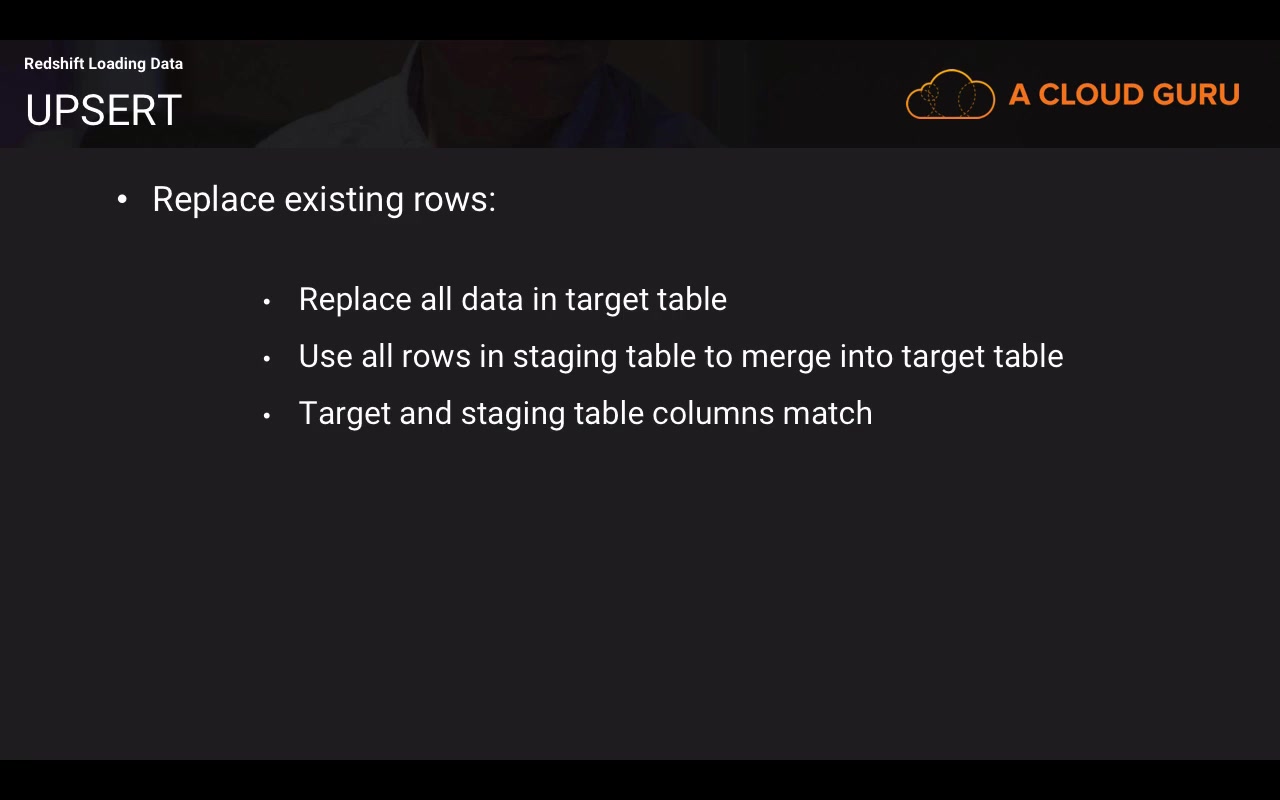 Redshift Loading Data
UPSERT
A CLOUD GURU
• Replace existing rows:
• Replace all data in target table
• Use all rows in staging table to merge into target table
• Target and staging table columns match